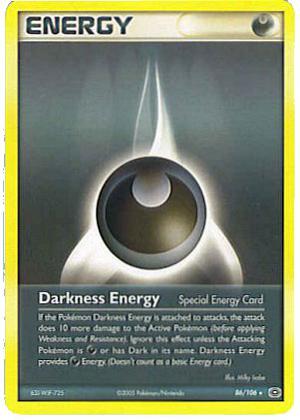 ENERGY
Darkness Energy Special Energy Card
If the Pokémon Darkness Energy is attached to attacks, the attack
does 10 more damage to the Active Pokémon (before applying
Weakness and Resistance). Ignore this effect unless the Attacking
Pokémon is or has Dark in its name. Darkness Energy provides
Energy. (Doesn't count as a basic Energy card.)
Illus. Milky Isobe
©2005 Pokémon/Nintendo
86/106